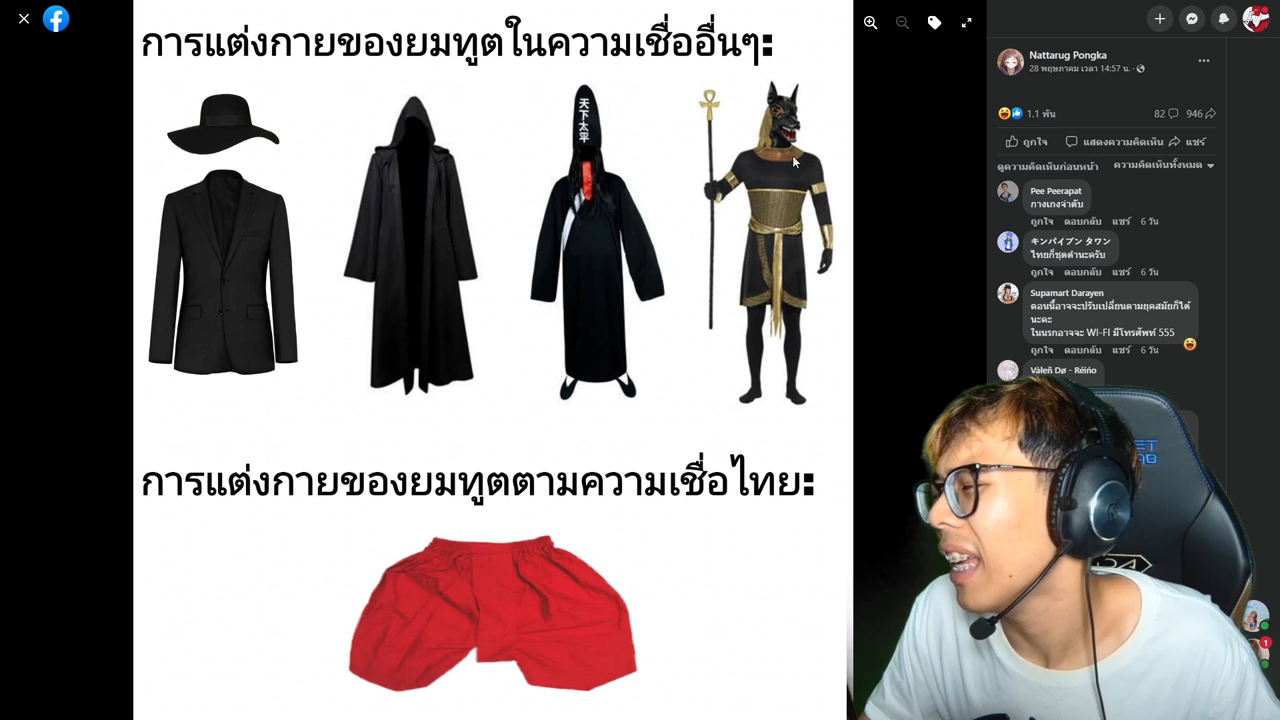 การแต่งกายของยมทูตในความเชื่ออื่นๆ:
天下太平
การแต่งกายของยมทูตตามความเชื่อไทย:
Nattarug Pongka
28 พฤษภาคม เวลา 14:57 น. ·
1.1 พัน
82
946
ถูกใจ
แสดงความคิดเห็น
แชร์
ดูความคิดเห็นก่อนหน้า
ความคิดเห็นทั้งหมด
Pee Peerapat
กางเกงจ่าดับ
ถูกใจ ตอบกลับ แชร์ 6 วัน
キンパイブン タワン
ไทยก็ชุดดำนะครับ
ถูกใจ ตอบกลับ แชร์ 6 วัน
Supamart Darayen
ตอนนี้อาจจะปรับเปลี่ยนตามยุคสมัยก็ได้
นะคะ
ในนรกอาจจะ WI-FI มีโทรศัพท์ 555
ถูกใจ ตอบกลับ แชร์ 6 วัน
Väleñ Dø - Réiño
1